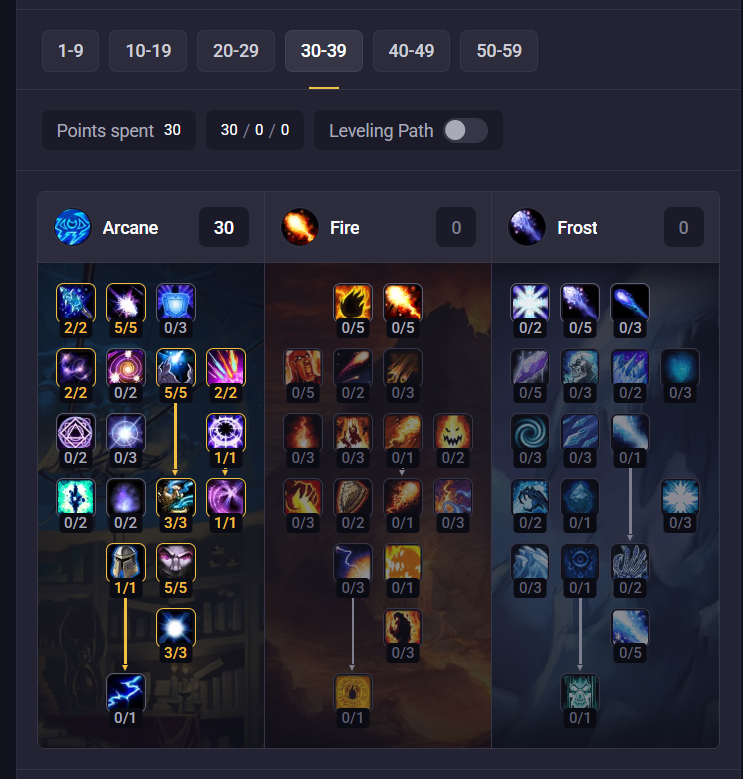 1-9 10-19 20-29 30-39 40-49 50-59
Points spent 30 30 / 0 / 0 Leveling Path
Arcane 30 Fire 0 Frost 0
2/2 5/5 0/3 0/5 0/5 0/2 0/5 0/3
2/2 0/2 5/5 2/2 0/5 0/2 0/3 0/5 0/3 0/2 0/3
0/2 0/3 1/1 0/3 0/3 0/1 0/2 0/3 0/3 0/1
0/2 0/2 3/3 1/1 0/3 0/2 0/1 0/3 0/2 0/1 0/3
1/1 5/5 0/3 0/1 0/3 0/1 0/2
3/3 0/3 0/5
0/1 0/1 0/1